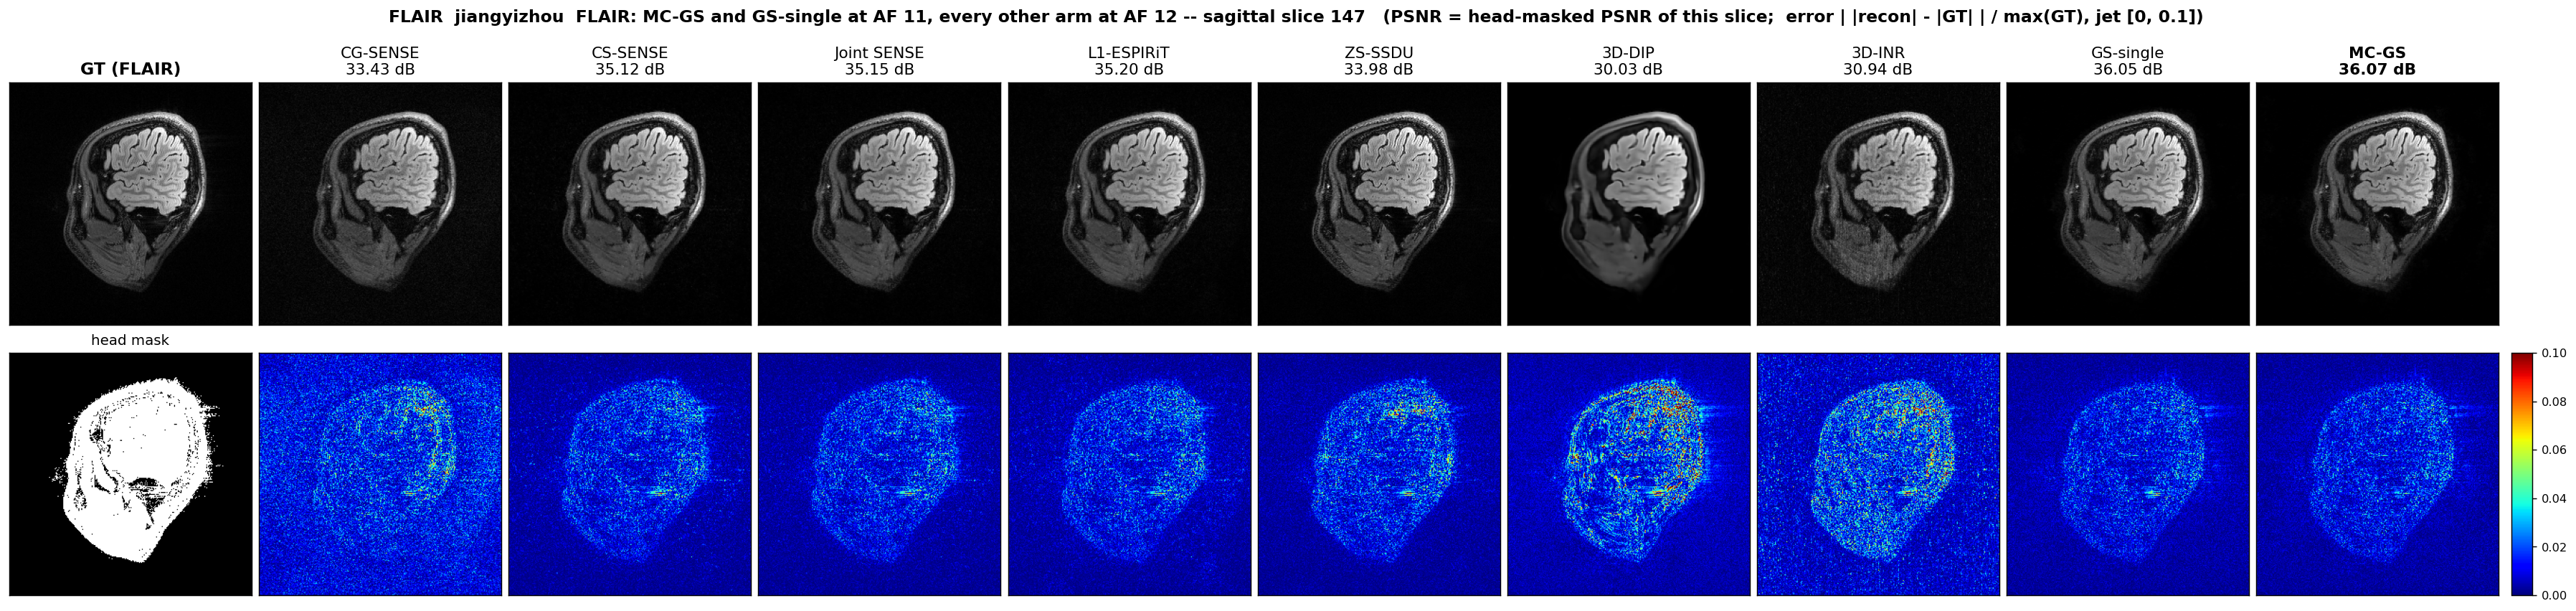 FLAIR  jiangyizhou  FLAIR: MC-GS and GS-single at AF 11, every other arm at AF 12 -- sagittal slice 147   (PSNR = head-masked PSNR of this slice;  error | |recon| - |GT| | / max(GT), jet [0, 0.1])
GT (FLAIR)
CG-SENSE
33.43 dB
CS-SENSE
35.12 dB
Joint SENSE
35.15 dB
L1-ESPIRiT
35.20 dB
ZS-SSDU
33.98 dB
3D-DIP
30.03 dB
3D-INR
30.94 dB
GS-single
36.05 dB
MC-GS
36.07 dB
head mask
0.10
0.08
0.06
0.04
0.02
0.00